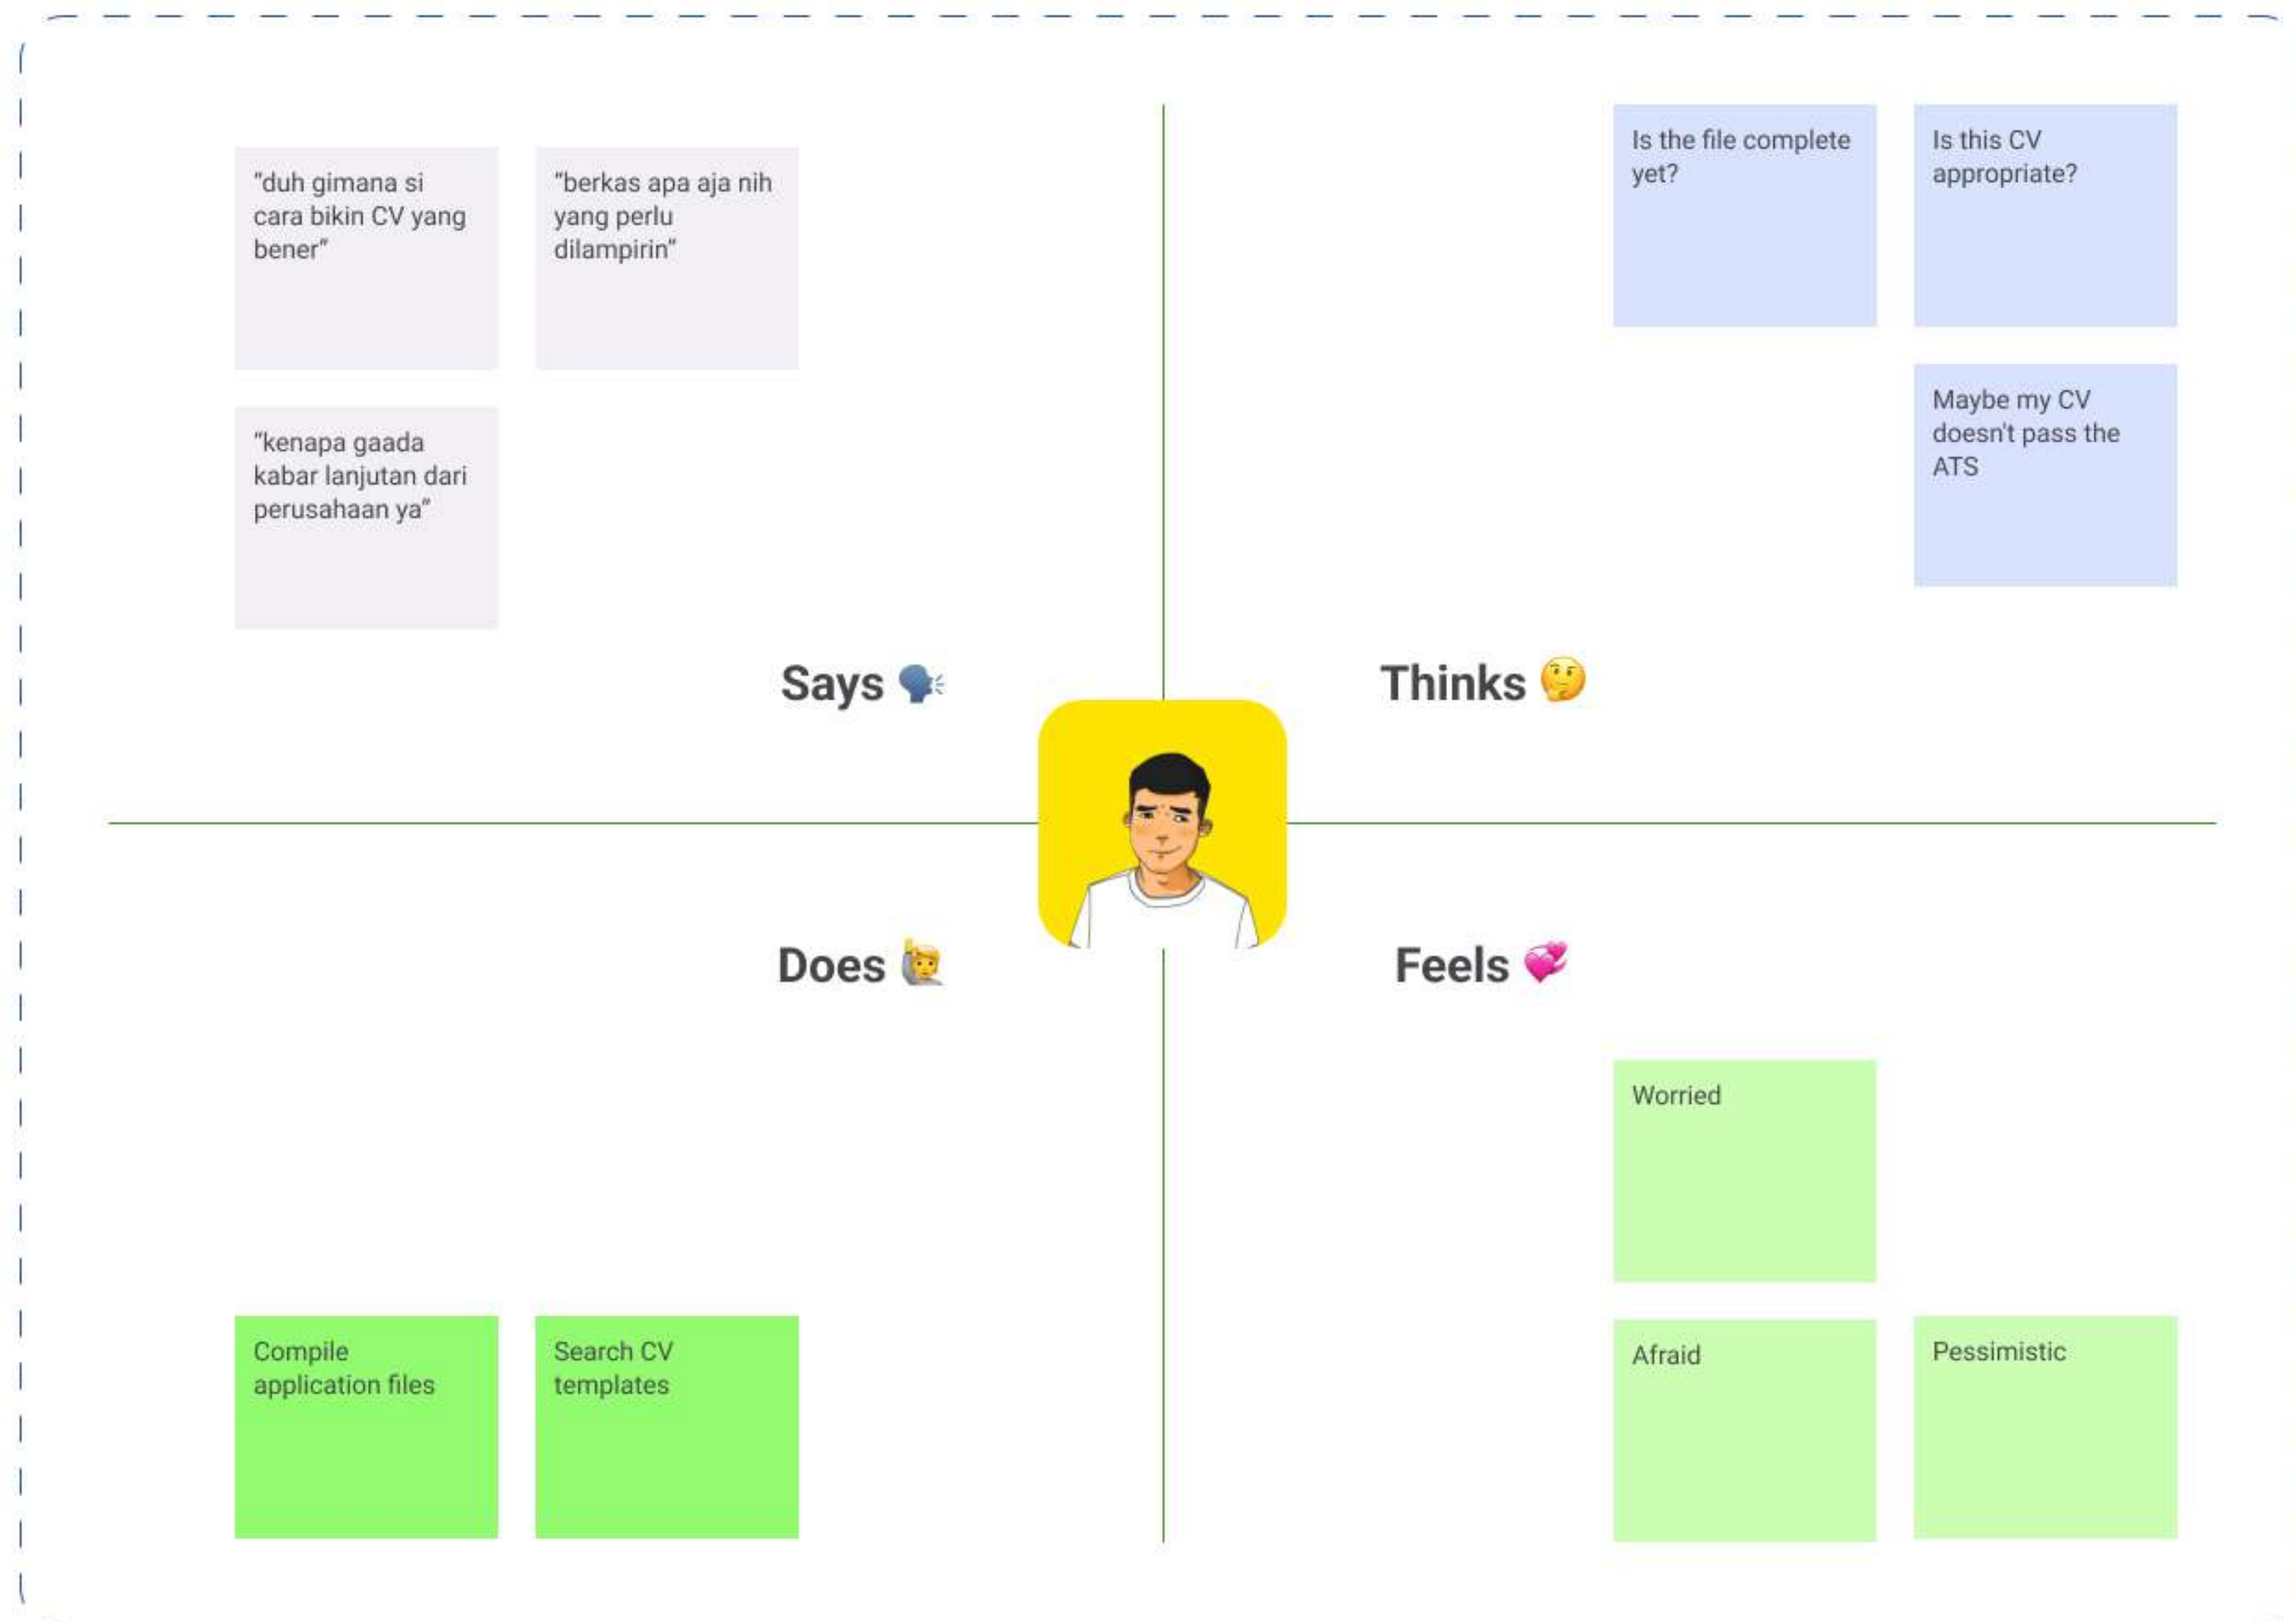 “duh gimana si
cara bikin CV yang
bener”
“berkas apa aja nih
yang perlu
dilampirin”
“kenapa gaada
kabar lanjutan dari
perusahaan ya”
Says
Is the file complete
yet?
Is this CV
appropriate?
Maybe my CV
doesn't pass the
ATS
Thinks
Does
Compile
application files
Search CV
templates
Feels
Worried
Afraid
Pessimistic